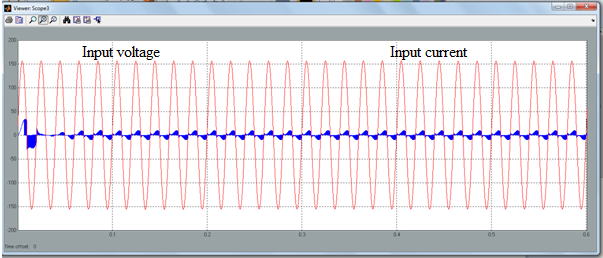 Viewer: Scope3
Input voltage Input current
200
150
100
50
0
-50
-100
-150
-200
0.1 0.2 0.3 0.4 0.5 0.6
Time offset: 0